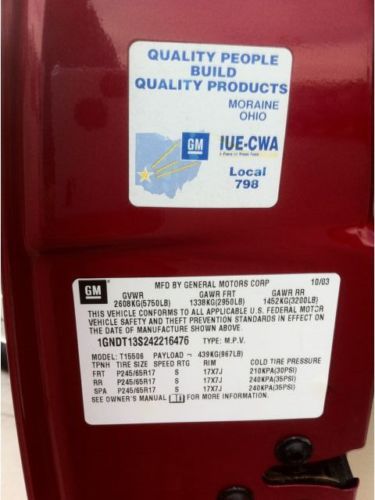 QUALITY PEOPLE
BUILD
QUALITY PRODUCTS
MORAINE
OHIO
GM IUE-CWA
Local
798
GM MFD BY GENERAL MOTORS CORP 10/03
GVWR GAWR FRT GAWR RR
2608KG(5750LB) 1338KG(2950LB) 1452KG(3200LB)
THIS VEHICLE CONFORMS TO ALL APPLICABLE U.S. FEDERAL MOTOR
VEHICLE SAFETY AND THEFT PREVENTION STANDARDS IN EFFECT ON
THE DATE OF MANUFACTURE SHOWN ABOVE.
1GNDT13S242216476 TYPE: M.P.V.
MODEL: T15506 PAYLOAD = 439KG(967LB)
TPNH TIRE SIZE SPEED RTG RIM COLD TIRE PRESSURE
FRT P245/65R17 S 17X7J 210KPA(30PSI)
RR P245/65R17 S 17X7J 240KPA(35PSI)
SPA P245/65R17 S 17X7J 240KPA(35PSI)
SEE OWNER'S MANUAL FOR MORE INFORMATION.